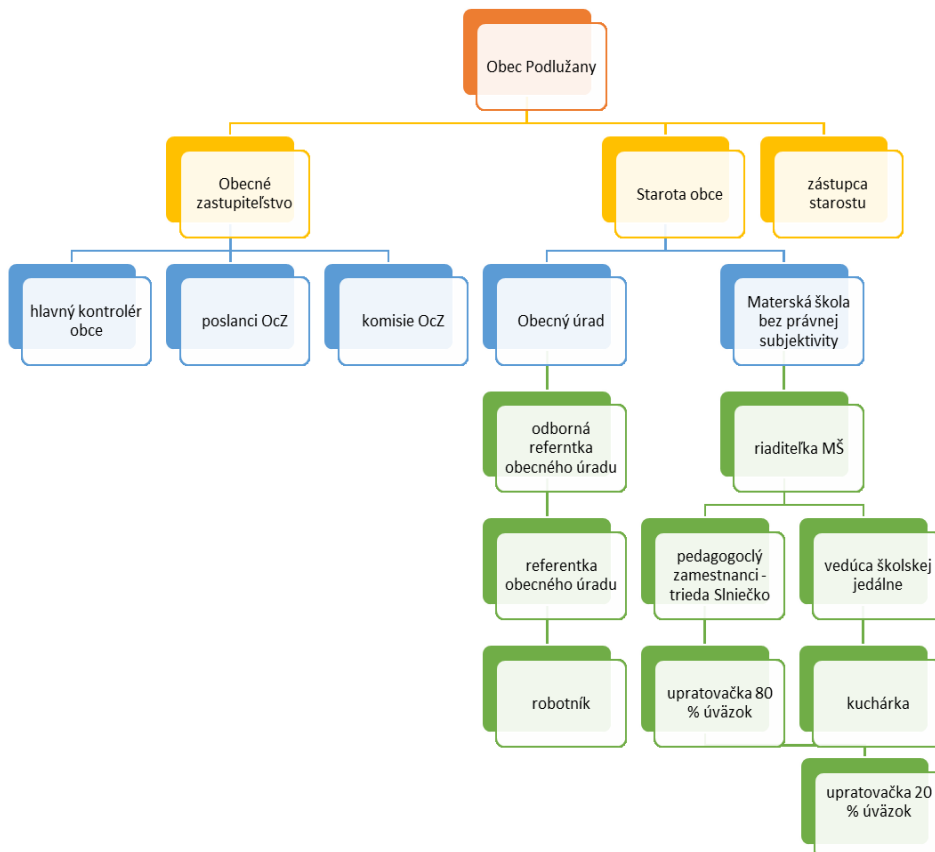 Obec Podlužany
Obecné
zastupiteľstvo
Starota obce
zástupca
starostu
hlavný kontrolér
obce
poslanci OcZ
komisie OcZ
Obecný úrad
Materská škola
bez právnej
subjektivity
odborná
referntka
obecného úradu
riaditeľka MŠ
referentka
obecného úradu
pedagogoclý
zamestnanci -
trieda Slniečko
vedúca školskej
jedálne
robotník
upratovačka 80
% úväzok
kuchárka
upratovačka 20
% úväzok